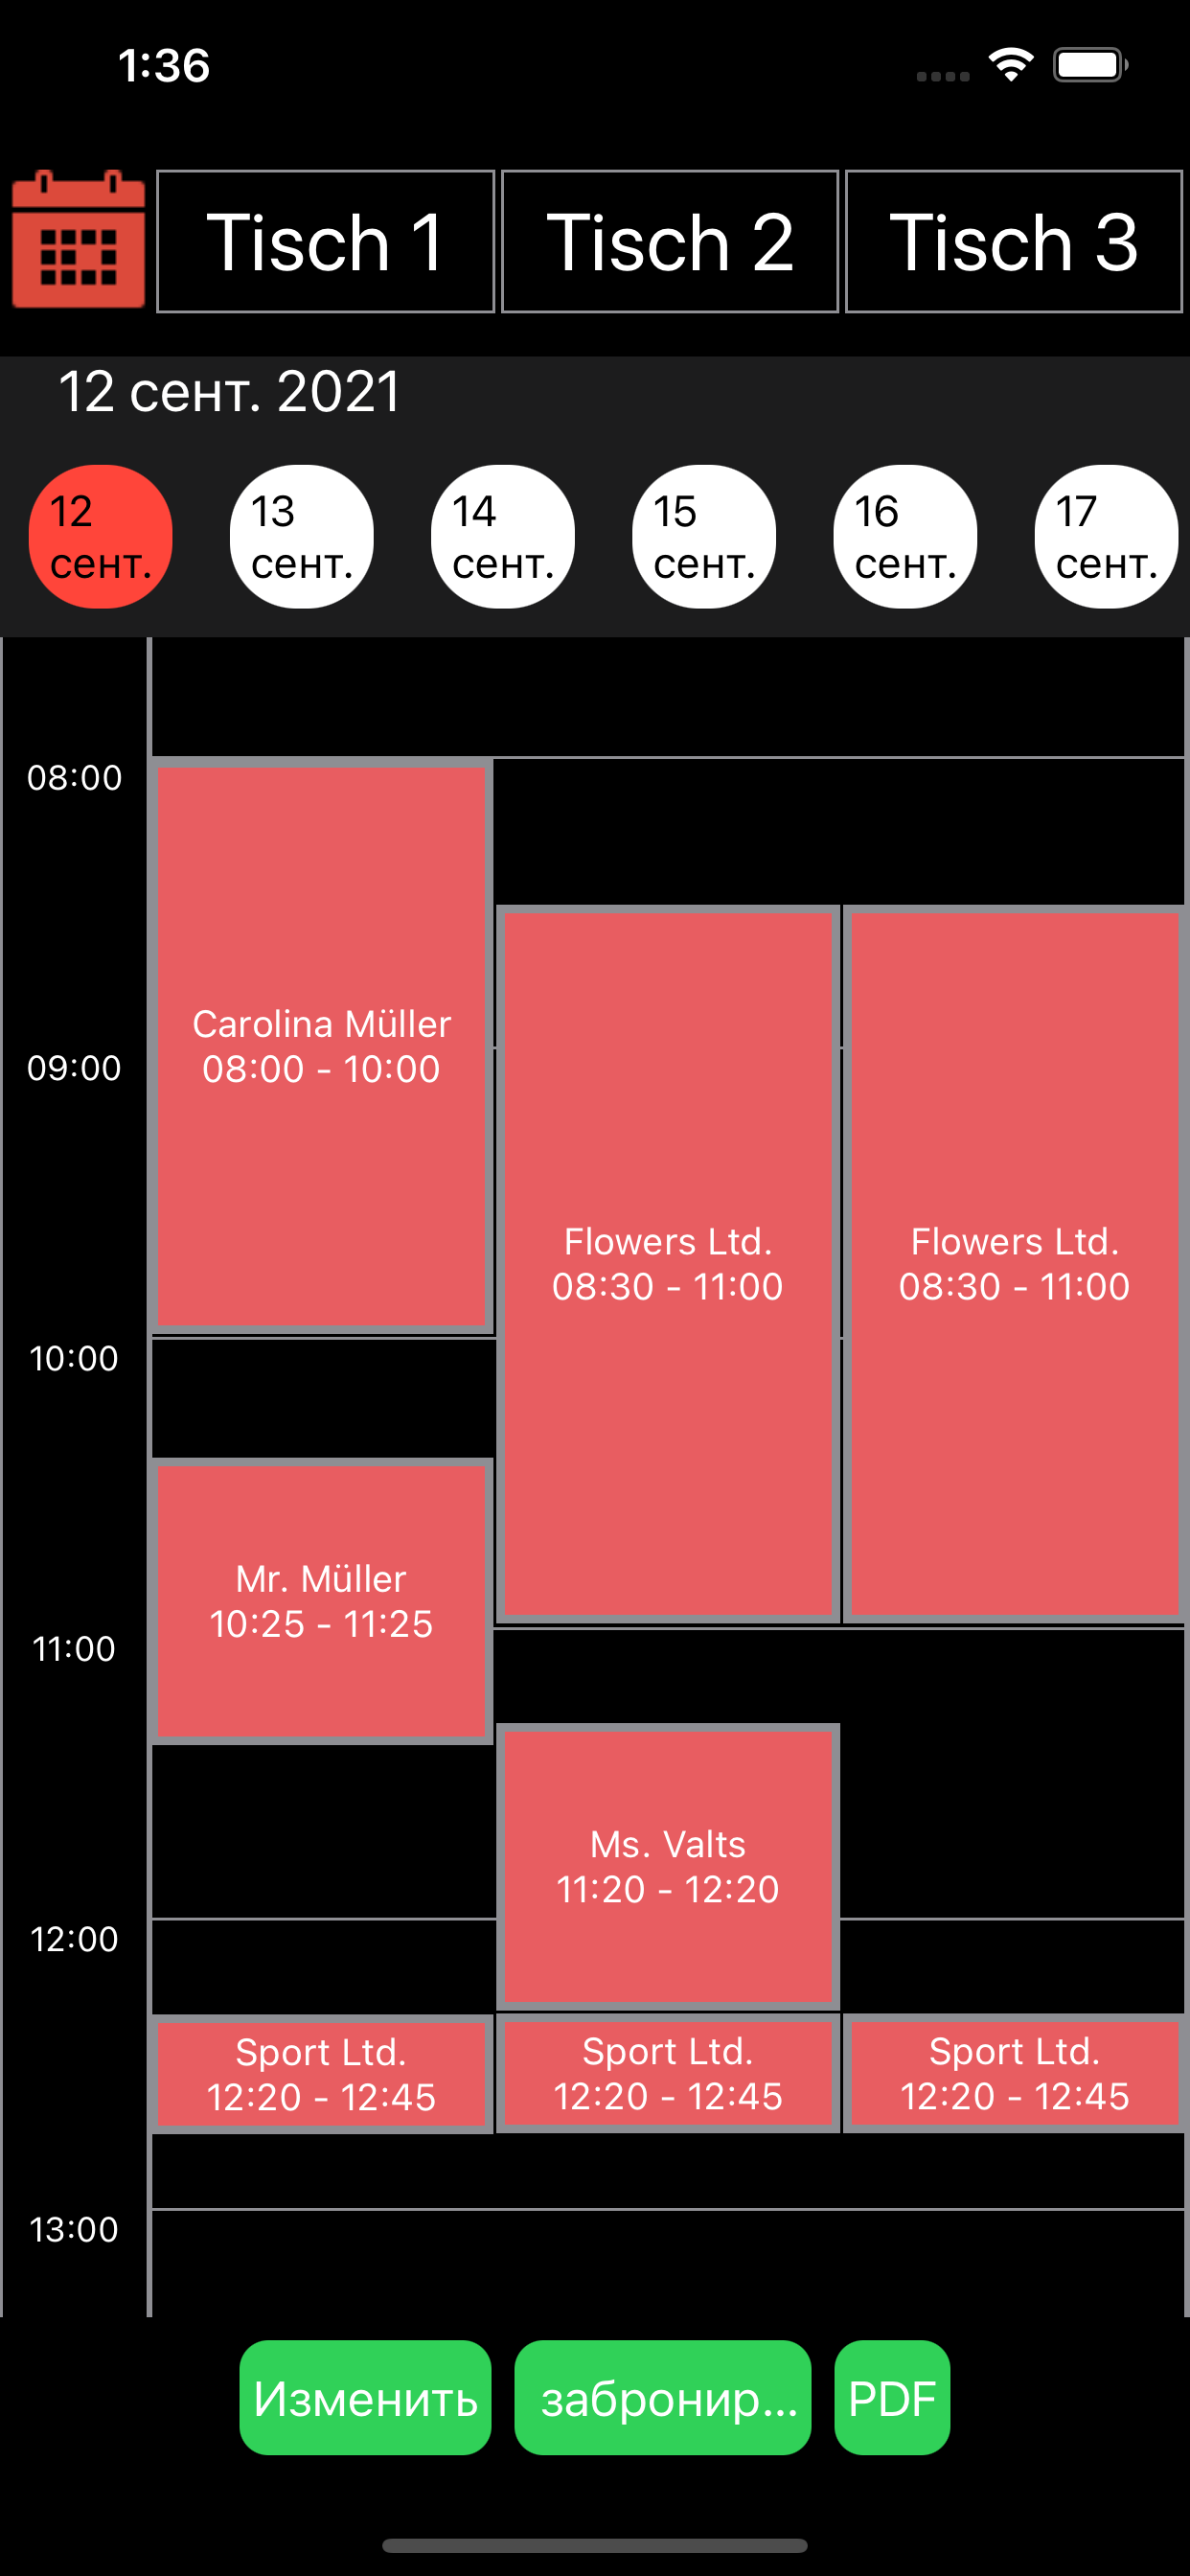 1:36
Tisch 1
Tisch 2
Tisch 3
12 сент. 2021
12
сент.
13
сент.
14
сент.
15
сент.
16
сент.
17
сент.
08:00
Carolina Müller
08:00 - 10:00
09:00
Flowers Ltd.
08:30 - 11:00
Flowers Ltd.
08:30 - 11:00
10:00
Mr. Müller
10:25 - 11:25
11:00
Ms. Valts
11:20 - 12:20
12:00
Sport Ltd.
12:20 - 12:45
Sport Ltd.
12:20 - 12:45
Sport Ltd.
12:20 - 12:45
13:00
Изменить
забронир...
PDF